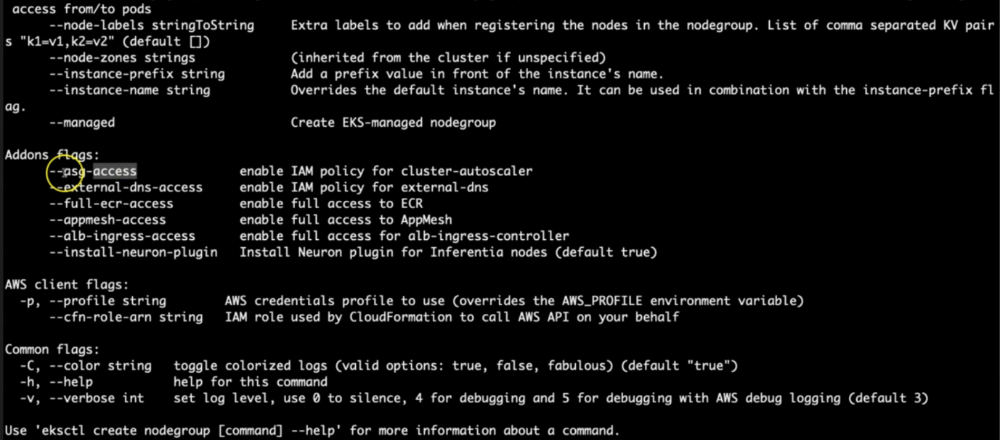 access from/to pods
--node-labels stringToString Extra labels to add when registering the nodes in the nodegroup. List of comma separated KV pair
s "k1=v1,k2=v2" (default [])
--node-zones strings (inherited from the cluster if unspecified)
--instance-prefix string Add a prefix value in front of the instance's name.
--instance-name string Overrides the default instance's name. It can be used in combination with the instance-prefix fl
ag.
--managed Create EKS-managed nodegroup
Addons flags:
--asg-access enable IAM policy for cluster-autoscaler
--external-dns-access enable IAM policy for external-dns
--full-ecr-access enable full access to ECR
--appmesh-access enable full access to AppMesh
--alb-ingress-access enable full access for alb-ingress-controller
--install-neuron-plugin Install Neuron plugin for Inferentia nodes (default true)
AWS client flags:
-p, --profile string AWS credentials profile to use (overrides the AWS_PROFILE environment variable)
--cfn-role-arn string IAM role used by CloudFormation to call AWS API on your behalf
Common flags:
-C, --color string toggle colorized logs (valid options: true, false, fabulous) (default "true")
-h, --help help for this command
-v, --verbose int set log level, use 0 to silence, 4 for debugging and 5 for debugging with AWS debug logging (default 3)
Use 'eksctl create nodegroup [command] --help' for more information about a command.